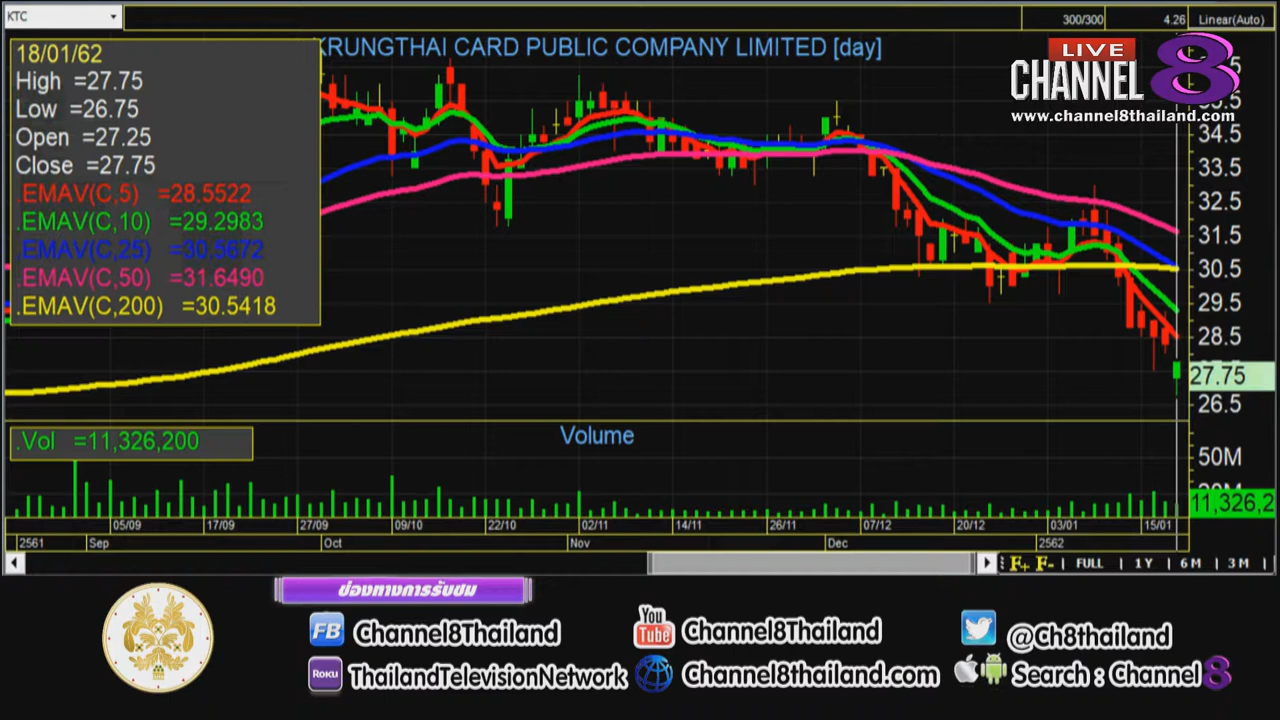 KTC
300/300
4.26
Linear(Auto)
KRUNGTHAI CARD PUBLIC COMPANY LIMITED [day]
LIVE
CHANNEL 8
www.channel8thailand.com
18/01/62
High =27.75
Low =26.75
Open =27.25
Close =27.75
.EMAV(C,5) =28.5522
.EMAV(C,10) =29.2983
.EMAV(C,25) =30.5672
.EMAV(C,50) =31.6490
.EMAV(C,200) =30.5418
34.5
33.5
32.5
31.5
30.5
29.5
28.5
27.75
26.5
.Vol =11,326,200
Volume
50M
11,326,2
05/09 17/09 27/09 09/10 22/10 02/11 14/11 26/11 07/12 20/12 03/01 15/01
2561 Sep Oct Nov Dec 2562
F+ F- FULL 1Y 6M 3M
ช่องทางการรับชม
FB Channel8Thailand
You Tube Channel8Thailand
@Ch8thailand
ROKU ThailandTelevisionNetwork
Channel8thailand.com
Search : Channel 8